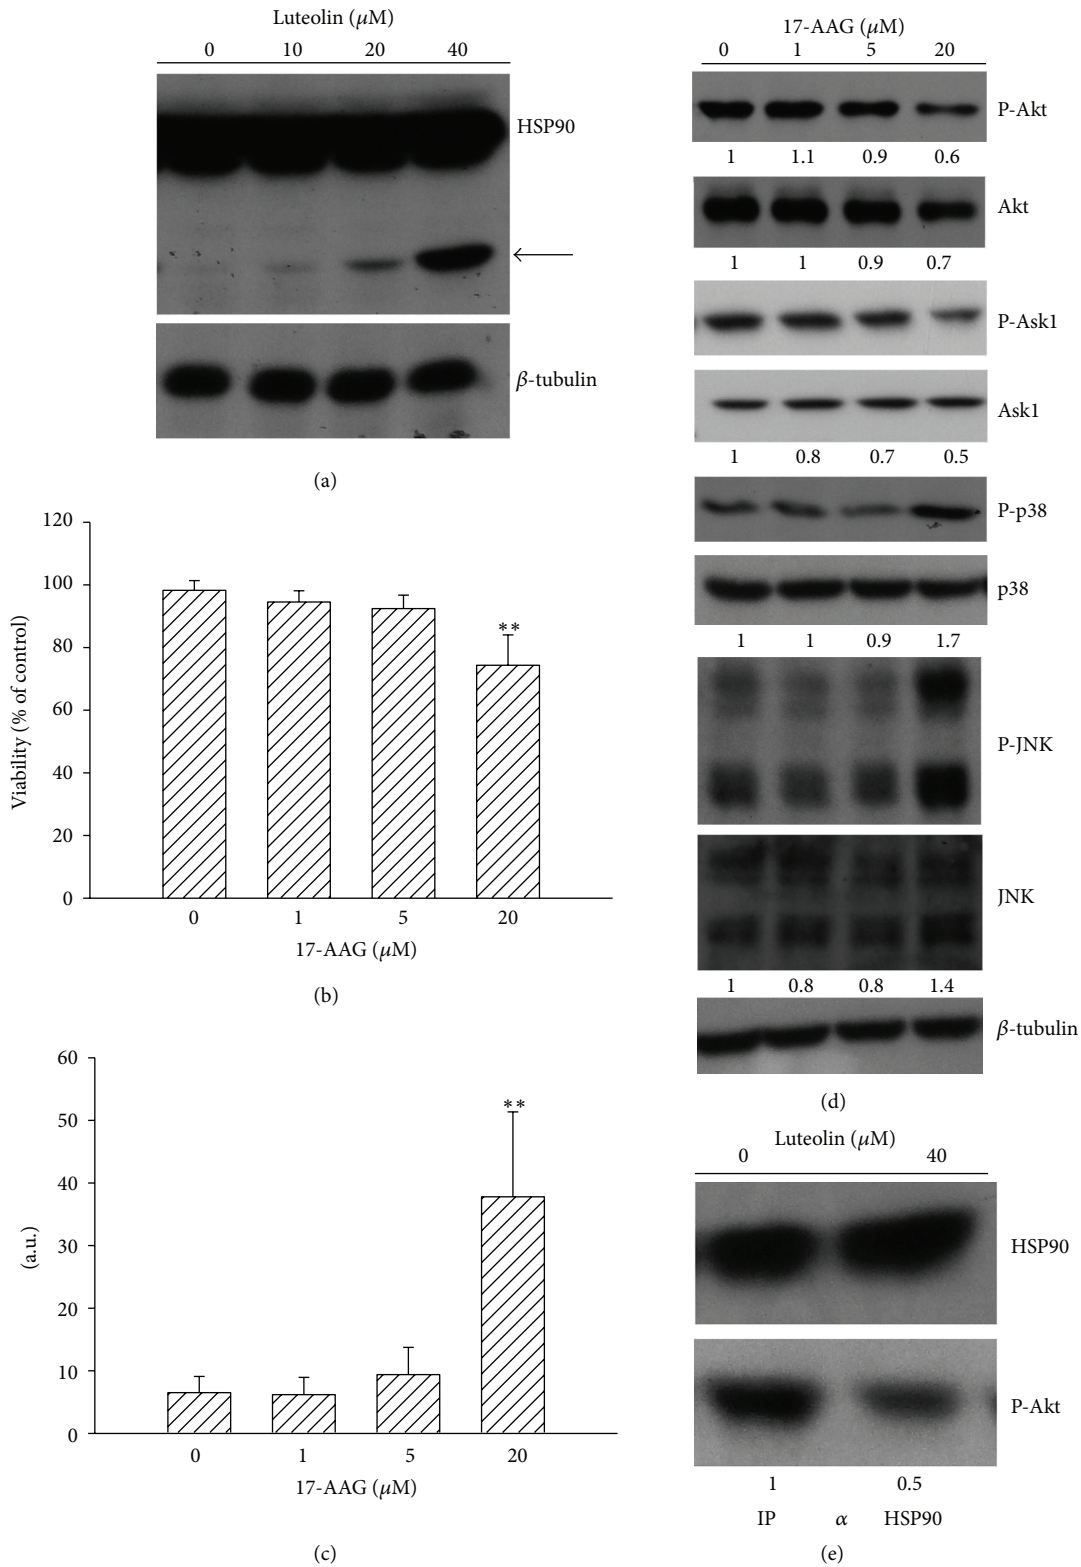 Luteolin (μM)
0 10 20 40
HSP90
β-tubulin
(a)
120
100
80
60
40
20
0
Viability (% of control)
**
0 1 5 20
17-AAG (μM)
(b)
60
50
40
30
20
10
0
(a.u.)
**
0 1 5 20
17-AAG (μM)
(c)
17-AAG (μM)
0 1 5 20
P-Akt
1 1.1 0.9 0.6
Akt
1 1 0.9 0.7
P-Ask1
Ask1
1 0.8 0.7 0.5
P-p38
p38
1 1 0.9 1.7
P-JNK
JNK
1 0.8 0.8 1.4
β-tubulin
(d)
Luteolin (μM)
0 40
HSP90
P-Akt
1 0.5
IP α HSP90
(e)